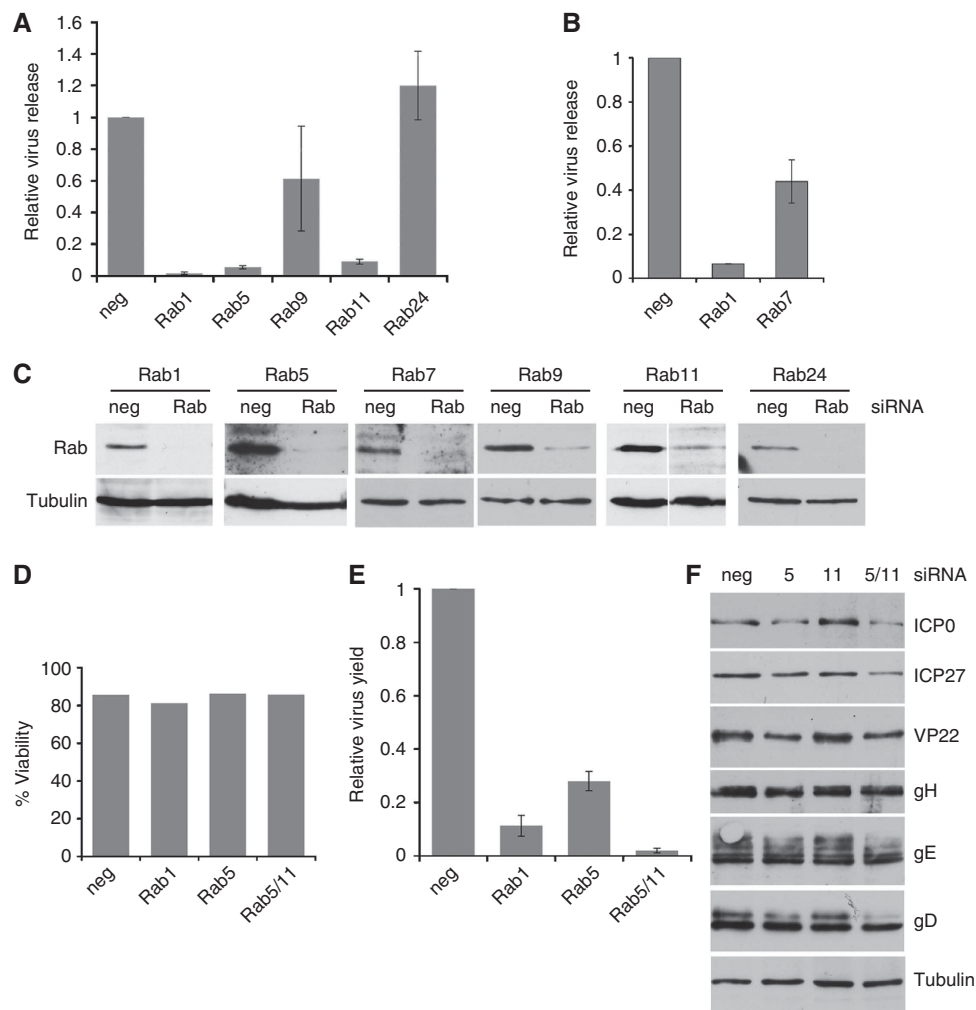 A
Relative virus release
1.6
1.4
1.2
1
0.8
0.6
0.4
0.2
0
neg
Rab1
Rab5
Rab9
Rab11
Rab24
B
Relative virus release
1
0.8
0.6
0.4
0.2
0
neg
Rab1
Rab7
C
Rab1 Rab5 Rab7 Rab9 Rab11 Rab24
neg Rab neg Rab neg Rab neg Rab neg Rab neg Rab siRNA
Rab
Tubulin
D
% Viability
100
80
60
40
20
0
neg
Rab1
Rab5
Rab5/11
E
Relative virus yield
1
0.8
0.6
0.4
0.2
0
neg
Rab1
Rab5
Rab5/11
F
neg 5 11 5/11 siRNA
ICP0
ICP27
VP22
gH
gE
gD
Tubulin